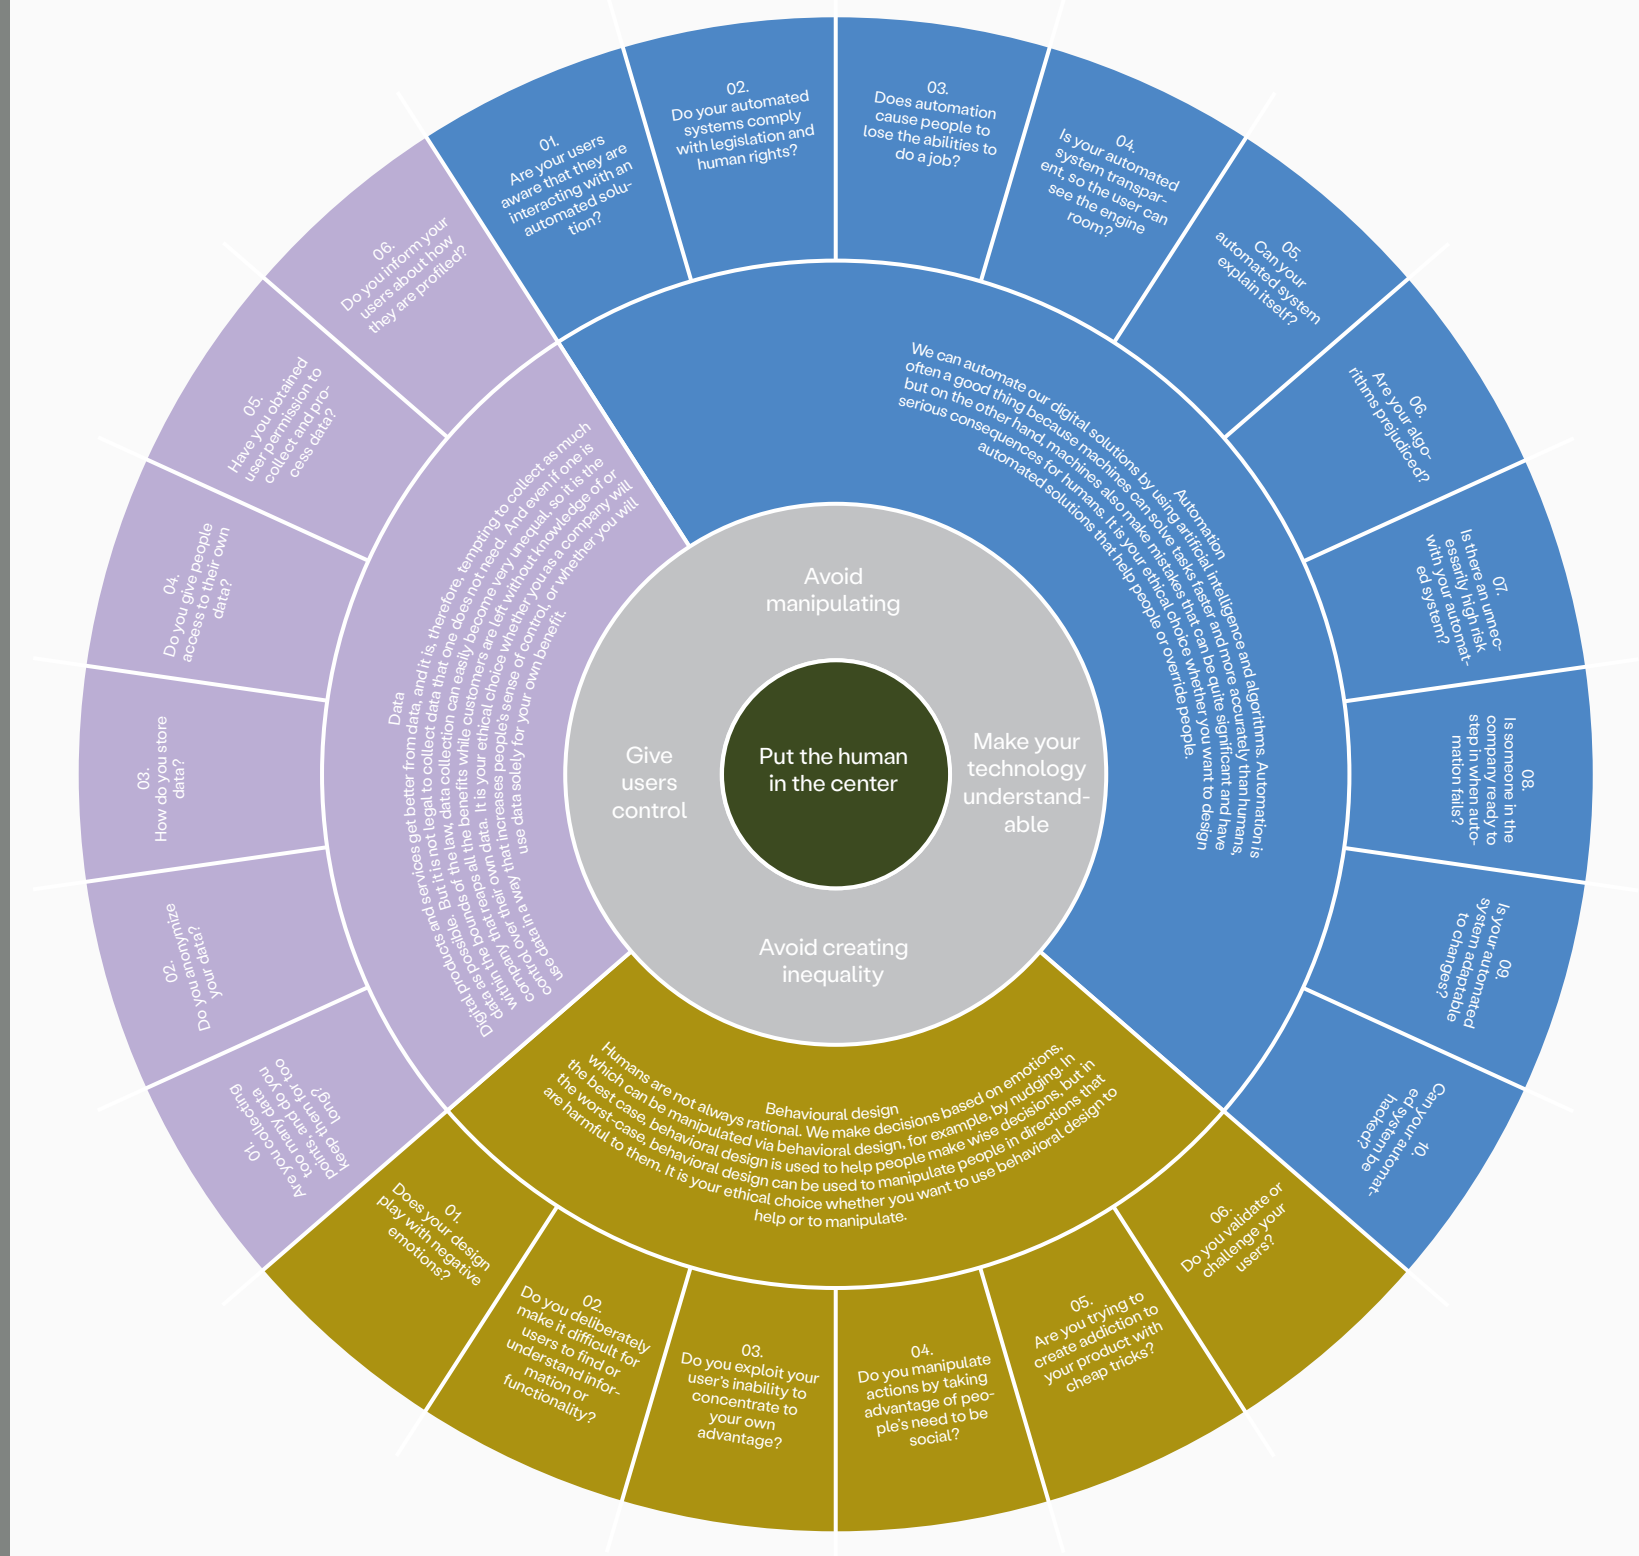 Put the human
in the center
Avoid
manipulating
Make your
technology
understand-
able
Avoid creating
inequality
Give
users
control
Automation
We can automate our digital solutions by using artificial intelligence and algorithms. Automation is
often a good thing because machines can solve tasks faster and more accurately than humans,
but on the other hand, machines also make mistakes that can be quite significant and have
serious consequences for humans. It is your ethical choice whether you want to design
automated solutions that help people or override people.
01.
Are your users
aware that they are
interacting with an
automated solu-
tion?
02.
Do your automated
systems comply
with legislation and
human rights?
03.
Does automation
cause people to
lose the abilities to
do a job?
04.
Is your automated
system transpar-
ent, so the user can
see the engine
room?
05.
Can your
automated system
explain itself?
06.
Are your algo-
rithms prejudiced?
07.
Is there an unnec-
essarily high risk
with your automat-
ed system?
08.
Is someone in the
company ready to
step in when auto-
mation fails?
09.
Is your automated
system adaptable
to changes?
10.
Can your automat-
ed system be
hacked?
Behavioural design
Humans are not always rational. We make decisions based on emotions,
which can be manipulated via behavioral design, for example, by nudging. In
the best case, behavioral design is used to help people make wise decisions, but in
the worst-case, behavioral design can be used to manipulate people in directions that
are harmful to them. It is your ethical choice whether you want to use behavioral design to
help or to manipulate.
01.
Does your design
play with negative
emotions?
02.
Do you deliberately
make it difficult for
users to find or
understand infor-
mation or
functionality?
03.
Do you exploit your
user's inability to
concentrate to
your own
advantage?
04.
Do you manipulate
actions by taking
advantage of peo-
ple's need to be
social?
05.
Are you trying to
create addiction to
your product with
cheap tricks?
06.
Do you validate or
challenge your
users?
Data
Digital products and services get better from data, and it is, therefore, tempting to collect as much
data as possible. But it is not legal to collect data that one does not need. And even if one is
within the bounds of the law, data collection can easily become very unequal, so it is the
company that reaps all the benefits while customers are left without knowledge of or
control over their own data. It is your ethical choice whether you as a company will
use data in a way that increases people's sense of control, or whether you will
use data solely for your own benefit.
01.
Are you collecting
too many data
points, and do you
keep them for too
long?
02.
Do you anonymize
your data?
03.
How do you store
data?
04.
Do you give people
access to their own
data?
05.
Have you obtained
user permission to
collect and pro-
cess data?
06.
Do you inform your
users about how
they are profiled?